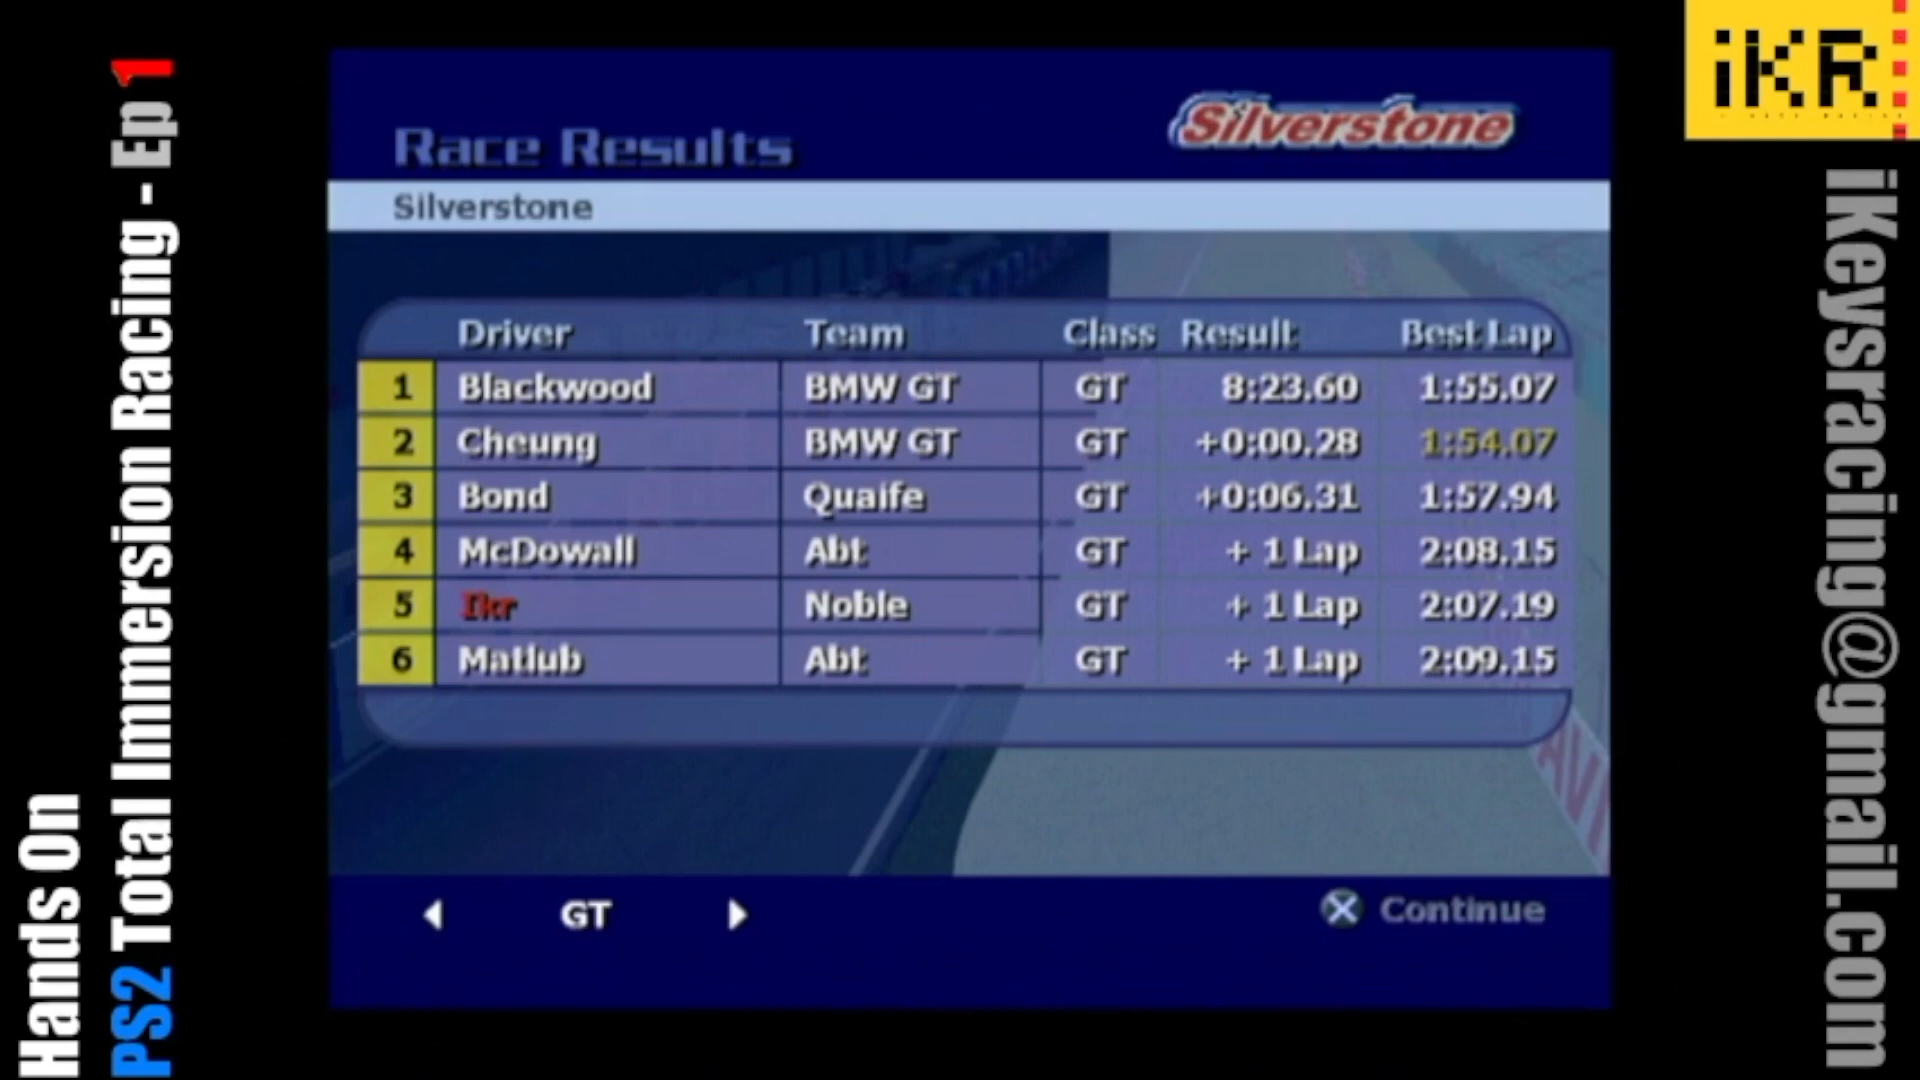 Hands On
PS2 Total Immersion Racing - Ep 1
Race Results
Silverstone
Silverstone
Driver Team Class Result Best Lap
1 Blackwood BMW GT GT 8:23.60 1:55.07
2 Cheung BMW GT GT +0:00.28 1:54.07
3 Bond Quaife GT +0:06.31 1:57.94
4 McDowall Abt GT + 1 Lap 2:08.15
5 Ikr Noble GT + 1 Lap 2:07.19
6 Matlub Abt GT + 1 Lap 2:09.15
GT
Continue
iKR
iKeysracing@gmail.com